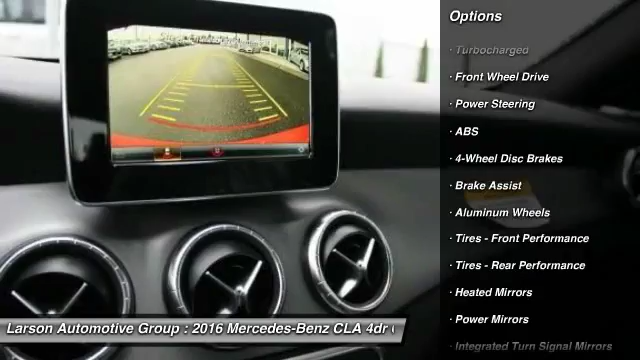 Options
· Turbocharged
· Front Wheel Drive
· Power Steering
· ABS
· 4-Wheel Disc Brakes
· Brake Assist
· Aluminum Wheels
· Tires - Front Performance
· Tires - Rear Performance
· Heated Mirrors
· Power Mirrors
· Integrated Turn Signal Mirrors
Larson Automotive Group : 2016 Mercedes-Benz CLA 4dr